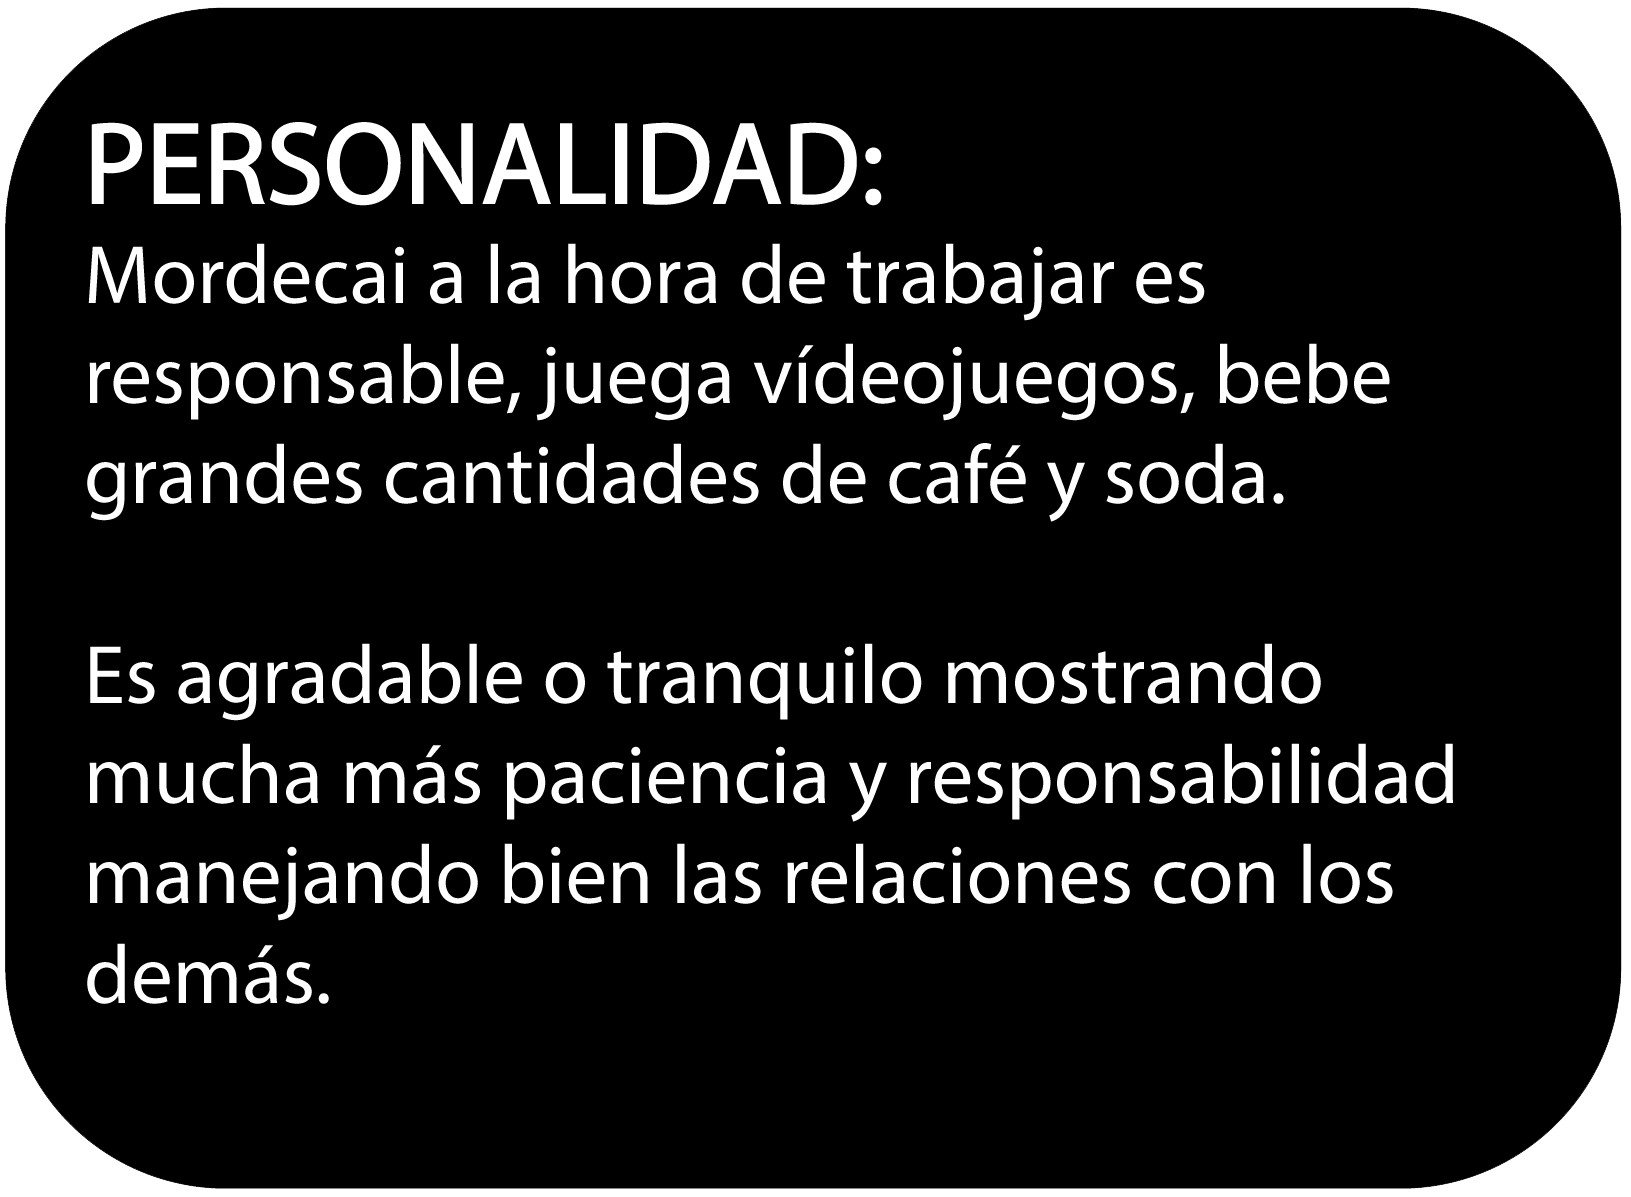 PERSONALIDAD:
Mordecai a la hora de trabajar es
responsable, juega vídeojuegos, bebe
grandes cantidades de café y soda.
Es agradable o tranquilo mostrando
mucha más paciencia y responsabilidad
manejando bien las relaciones con los
demás.